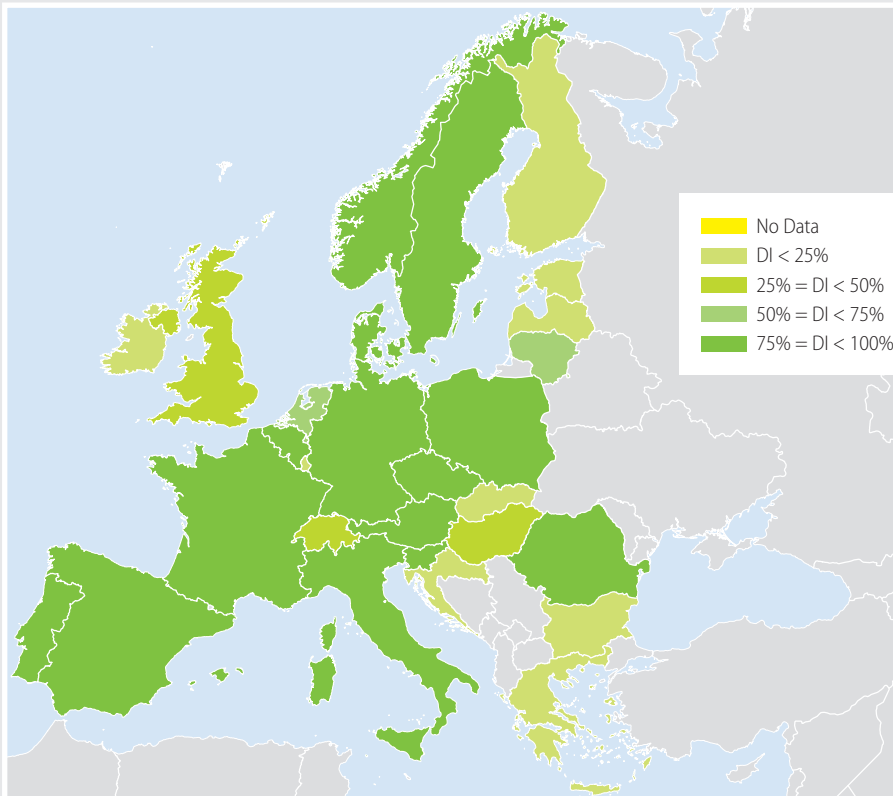 No Data
DI < 25%
25% = DI < 50%
50% = DI < 75%
75% = DI < 100%